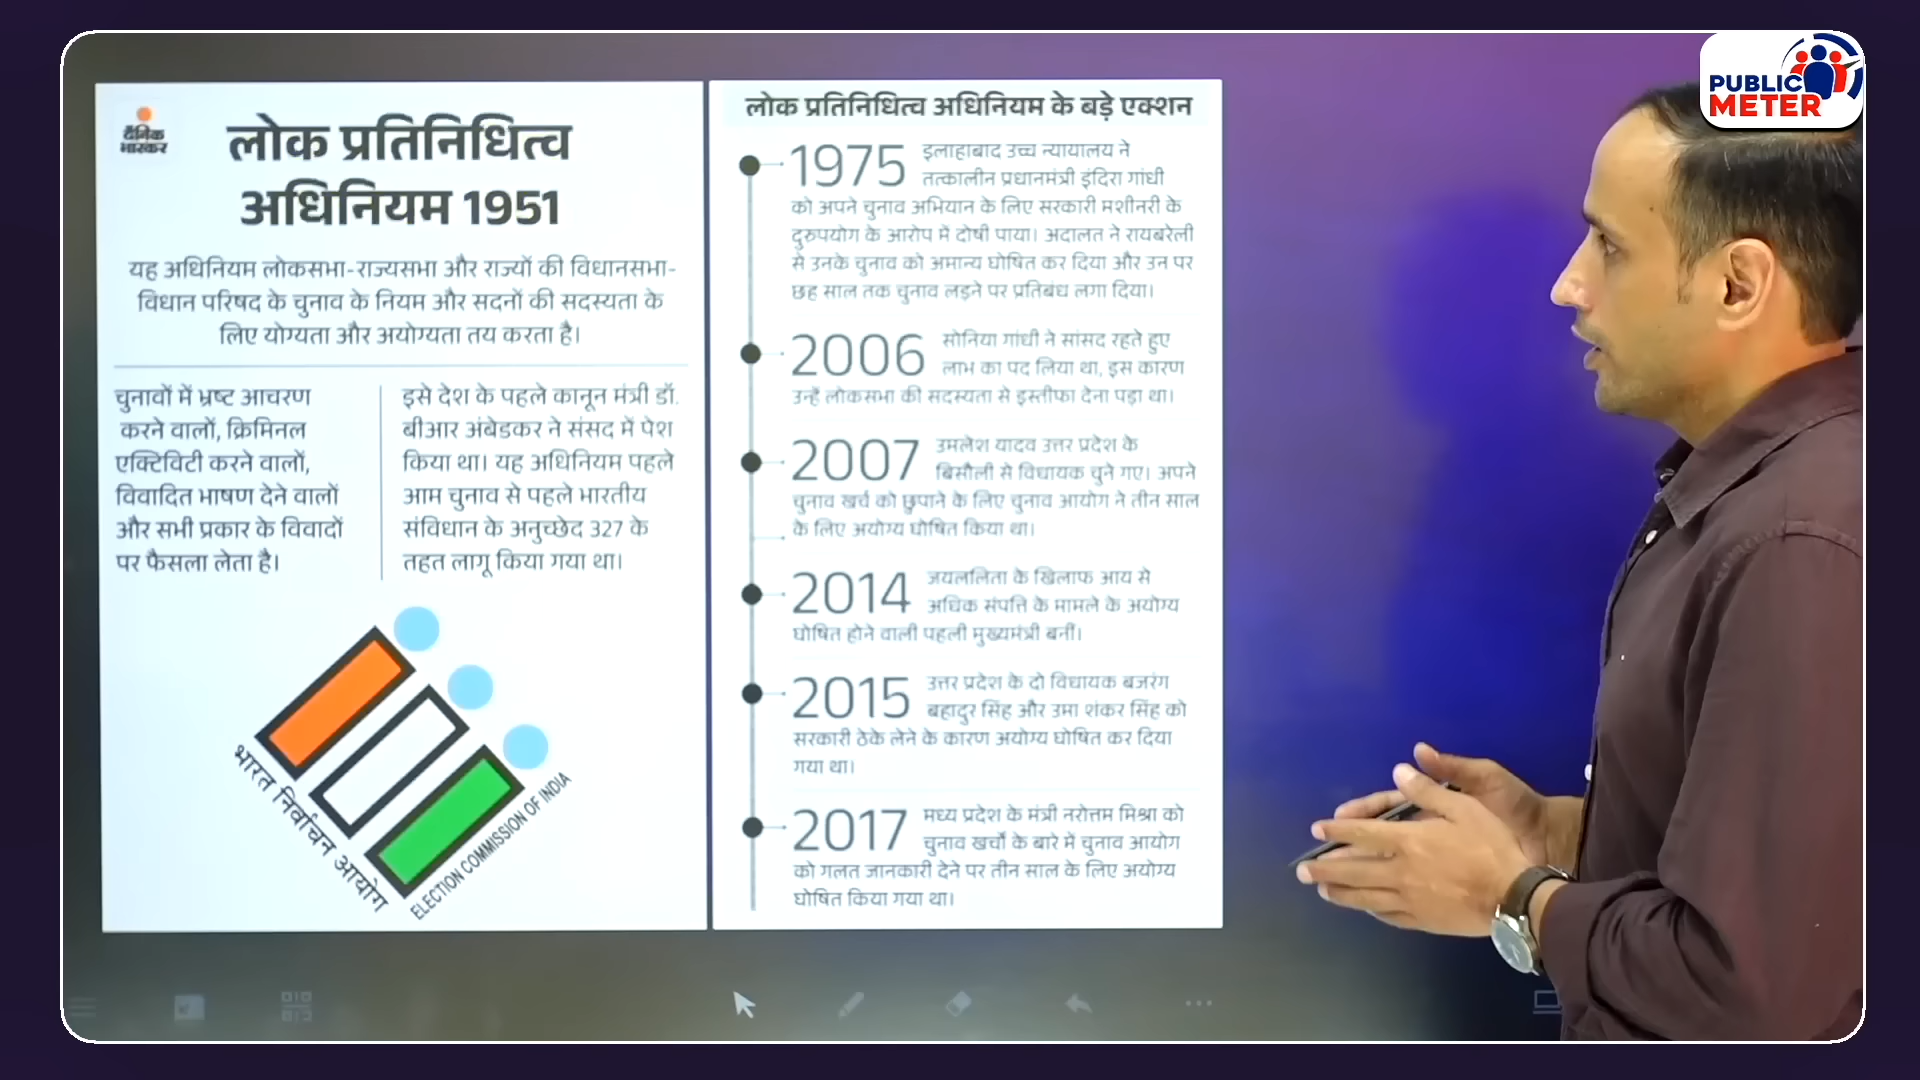 PUBLIC
METER
दैनिक
भास्कर
लोक प्रतिनिधित्व
अधिनियम 1951
यह अधिनियम लोकसभा-राज्यसभा और राज्यों की विधानसभा-
विधान परिषद के चुनाव के नियम और सदनों की सदस्यता के
लिए योग्यता और अयोग्यता तय करता है।
चुनावों में भ्रष्ट आचरण
करने वालों, क्रिमिनल
एक्टिविटी करने वालों,
विवादित भाषण देने वालों
और सभी प्रकार के विवादों
पर फैसला लेता है।
इसे देश के पहले कानून मंत्री डॉ.
बीआर अंबेडकर ने संसद में पेश
किया था। यह अधिनियम पहले
आम चुनाव से पहले भारतीय
संविधान के अनुच्छेद 327 के
तहत लागू किया गया था।
भारत निर्वाचन आयोग
ELECTION COMMISSION OF INDIA
लोक प्रतिनिधित्व अधिनियम के बड़े एक्शन
1975 इलाहाबाद उच्च न्यायालय ने
तत्कालीन प्रधानमंत्री इंदिरा गांधी
को अपने चुनाव अभियान के लिए सरकारी मशीनरी के
दुरुपयोग के आरोप में दोषी पाया। अदालत ने रायबरेली
से उनके चुनाव को अमान्य घोषित कर दिया और उन पर
छह साल तक चुनाव लड़ने पर प्रतिबंध लगा दिया।
2006 सोनिया गांधी ने सांसद रहते हुए
लाभ का पद लिया था, इस कारण
उन्हें लोकसभा की सदस्यता से इस्तीफा देना पड़ा था।
2007 उमलेश यादव उत्तर प्रदेश के
बिसौली से विधायक चुने गए। अपने
चुनाव खर्च को छुपाने के लिए चुनाव आयोग ने तीन साल
के लिए अयोग्य घोषित किया था।
2014 जयललिता के खिलाफ आय से
अधिक संपत्ति के मामले के अयोग्य
घोषित होने वाली पहली मुख्यमंत्री बनीं।
2015 उत्तर प्रदेश के दो विधायक बजरंग
बहादुर सिंह और उमा शंकर सिंह को
सरकारी ठेके लेने के कारण अयोग्य घोषित कर दिया
गया था।
2017 मध्य प्रदेश के मंत्री नरोत्तम मिश्रा को
चुनाव खर्चों के बारे में चुनाव आयोग
को गलत जानकारी देने पर तीन साल के लिए अयोग्य
घोषित किया गया था।